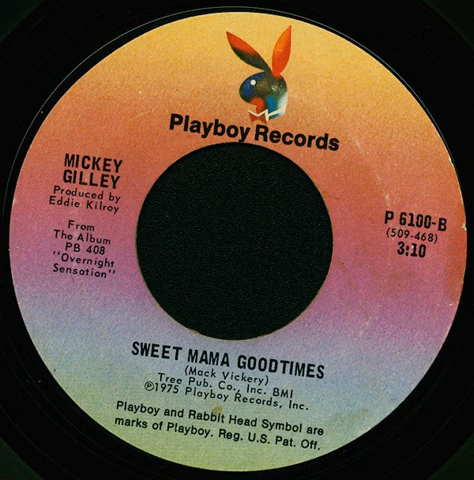 Playboy Records
MICKEY
GILLEY
Produced by
Eddie Kilroy
From
The Album
PB 408
"Overnight
Sensation"
P 6100-B
(509-468)
3:10
SWEET MAMA GOODTIMES
(Mack Vickery)
Tree Pub. Co., Inc. BMI
℗1975 Playboy Records, Inc.
Playboy and Rabbit Head Symbol are
marks of Playboy. Reg. U.S. Pat. Off.